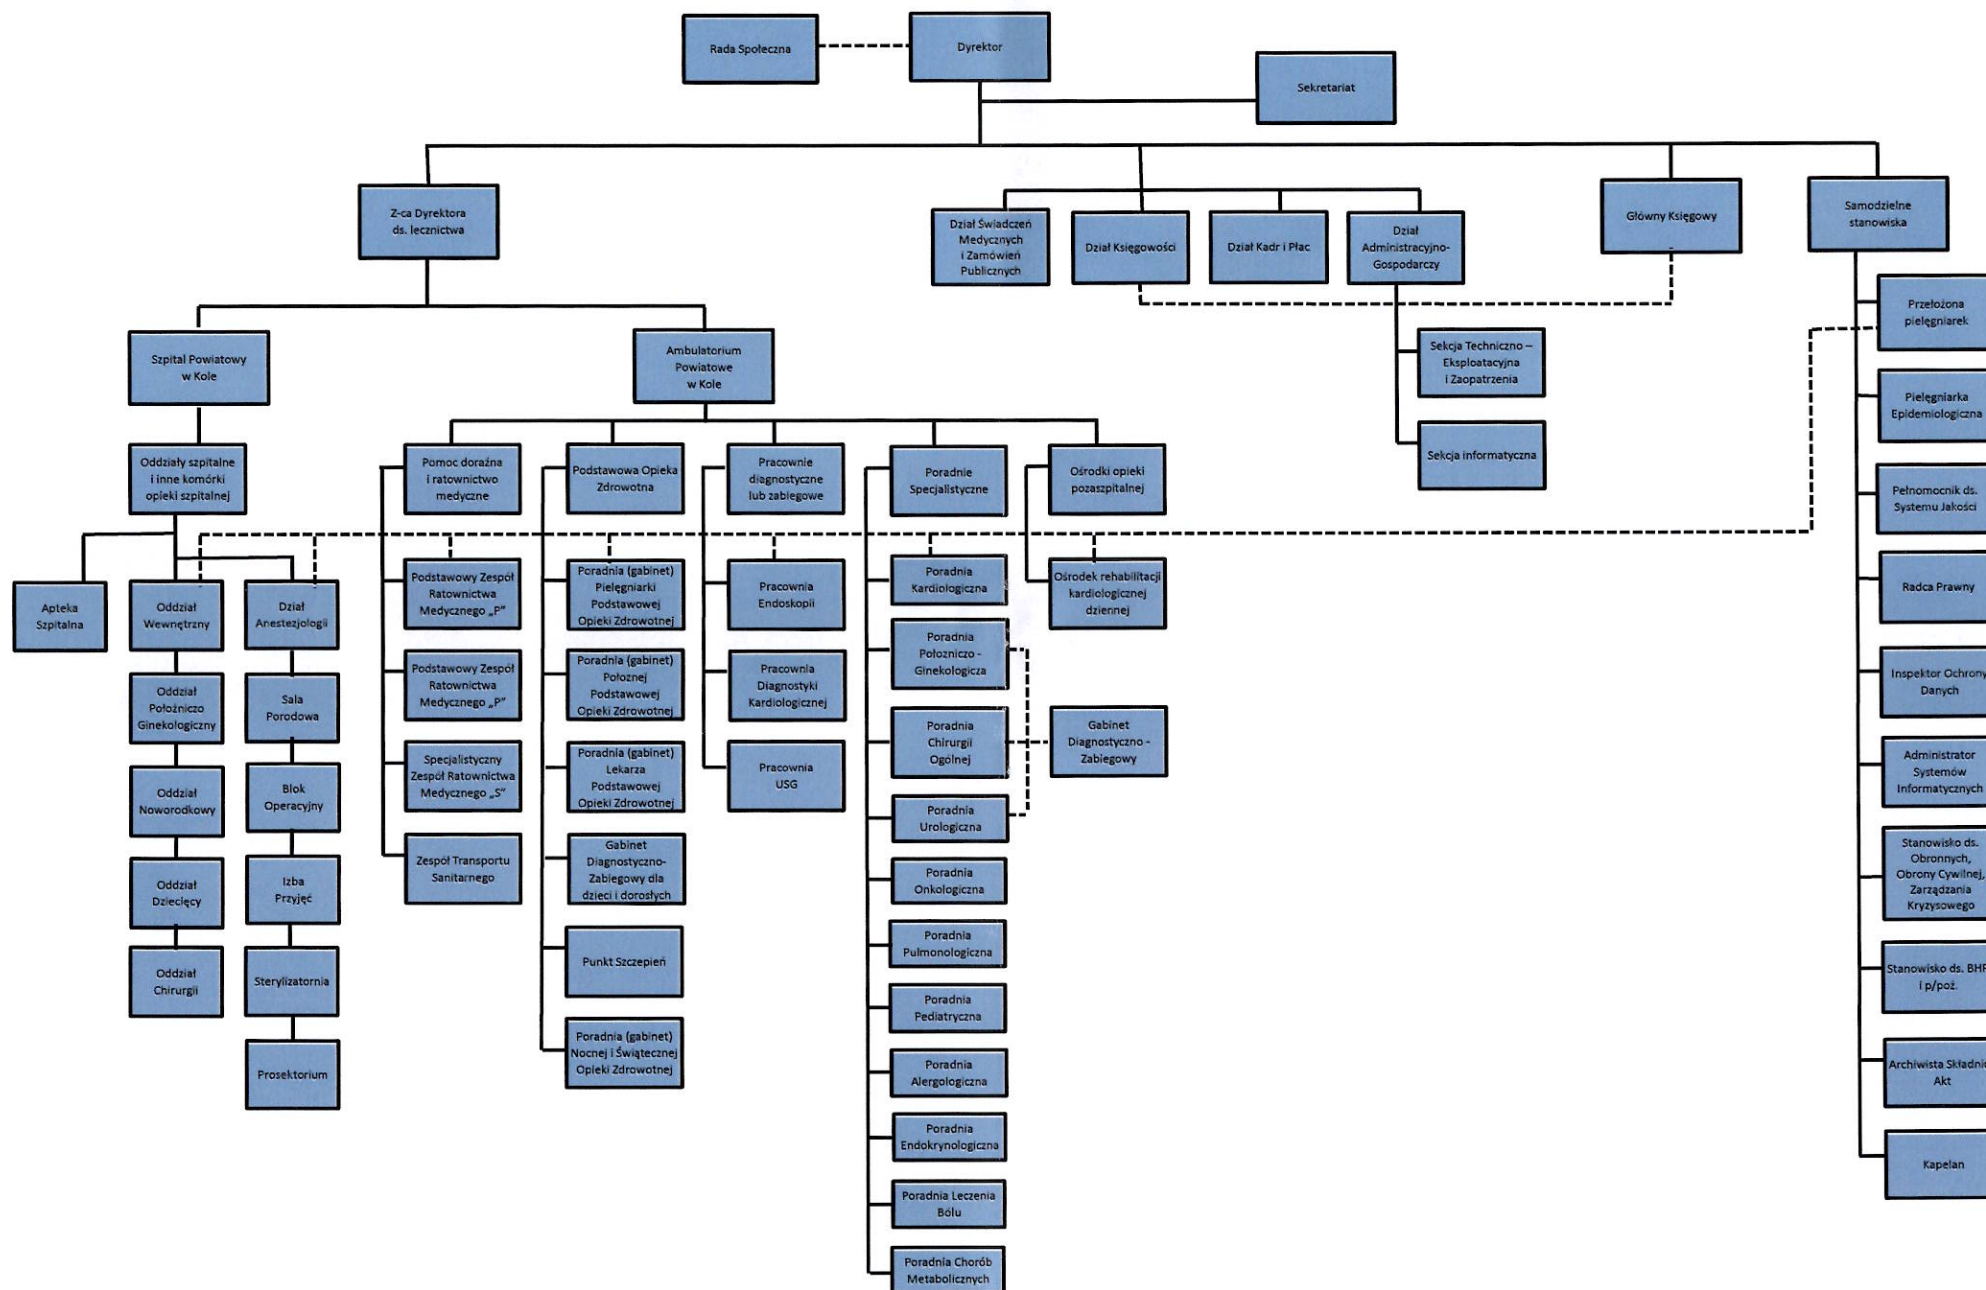 Rada Społeczna
Dyrektor
Sekretariat
Z-ca Dyrektora
ds. lecznictwa
Dział Świadczeń
Medycznych
i Zamówień
Publicznych
Dział Księgowości
Dział Kadr i Płac
Dział
Administracyjno-
Gospodarczy
Główny Księgowy
Samodzielne
stanowiska
Szpital Powiatowy
w Kole
Ambulatorium
Powiatowe
w Kole
Sekcja Techniczno –
Eksploatacyjna
i Zaopatrzenia
Sekcja informatyczna
Oddziały szpitalne
i inne komórki
opieki szpitalnej
Apteka
Szpitalna
Oddział
Wewnętrzny
Oddział
Położniczo
Ginekologiczny
Oddział
Noworodkowy
Oddział
Dziecięcy
Oddział
Chirurgii
Dział
Anestezjologii
Sala
Porodowa
Blok
Operacyjny
Izba
Przyjęć
Sterylizatornia
Prosektorium
Pomoc doraźna
i ratownictwo
medyczne
Podstawowy Zespół
Ratownictwa
Medycznego „P”
Podstawowy Zespół
Ratownictwa
Medycznego „P”
Specjalistyczny
Zespół Ratownictwa
Medycznego „S”
Zespół Transportu
Sanitarnego
Podstawowa Opieka
Zdrowotna
Poradnia (gabinet)
Pielęgniarki
Podstawowej
Opieki Zdrowotnej
Poradnia (gabinet)
Położnej
Podstawowej
Opieki Zdrowotnej
Poradnia (gabinet)
Lekarza
Podstawowej
Opieki Zdrowotnej
Gabinet
Diagnostyczno-
Zabiegowy dla
dzieci i dorosłych
Punkt Szczepień
Poradnia (gabinet)
Nocnej i Świątecznej
Opieki Zdrowotnej
Pracownie
diagnostyczne
lub zabiegowe
Pracownia
Endoskopii
Pracownia
Diagnostyki
Kardiologicznej
Pracownia
USG
Poradnie
Specjalistyczne
Poradnia
Kardiologiczna
Poradnia
Położniczo -
Ginekologicza
Poradnia
Chirurgii
Ogólnej
Poradnia
Urologiczna
Poradnia
Onkologiczna
Poradnia
Pulmonologiczna
Poradnia
Pediatryczna
Poradnia
Alergologiczna
Poradnia
Endokrynologiczna
Poradnia Leczenia
Bólu
Poradnia Chorób
Metabolicznych
Ośrodki opieki
pozaszpitalnej
Ośrodek rehabilitacji
kardiologicznej
dziennej
Gabinet
Diagnostyczno -
Zabiegowy
Przełożona
pielęgniarek
Pielęgniarka
Epidemiologiczna
Pełnomocnik ds.
Systemu Jakości
Radca Prawny
Inspektor Ochrony
Danych
Administrator
Systemów
Informatycznych
Stanowisko ds.
Obronnych,
Obrony Cywilnej,
Zarządzania
Kryzysowego
Stanowisko ds. BHP
i p/poż.
Archiwista Składnic
Akt
Kapelan